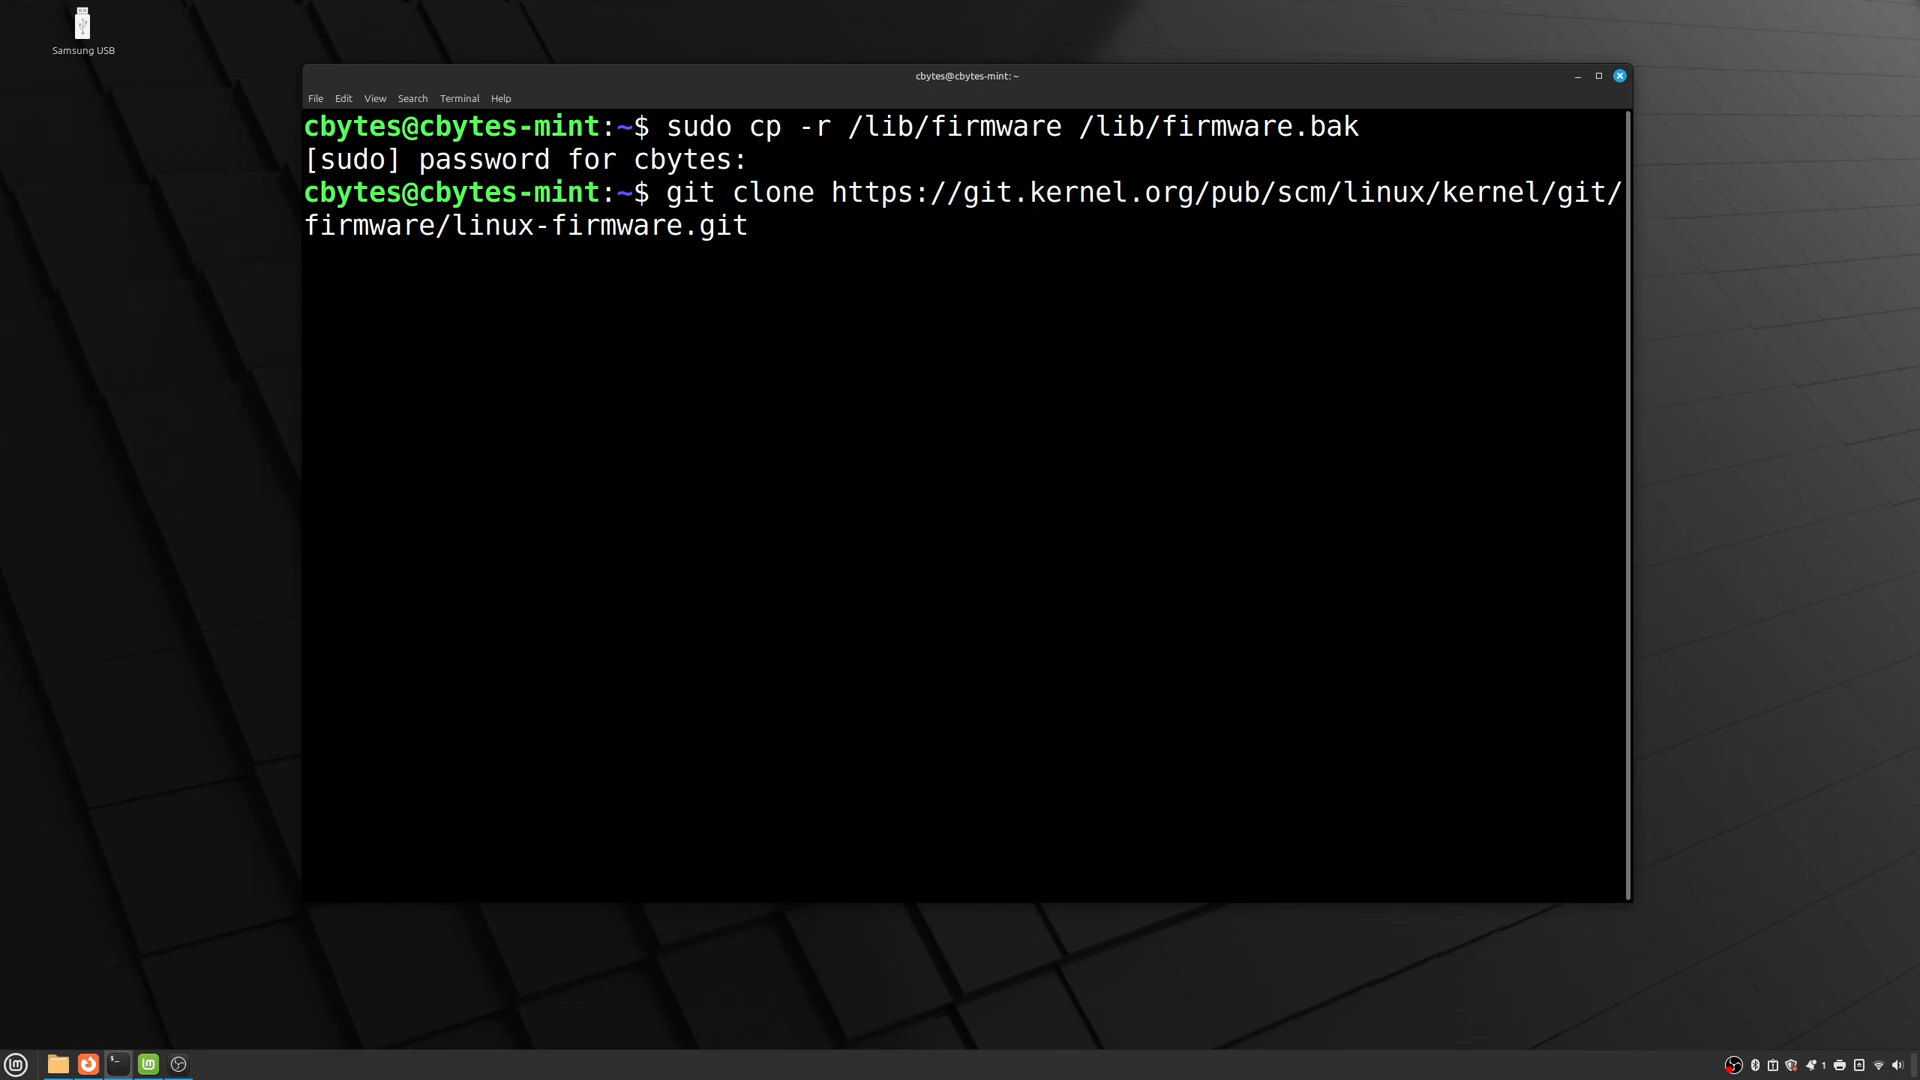 Samsung USB
cbytes@cbytes-mint: ~
File Edit View Search Terminal Help
cbytes@cbytes-mint:~$ sudo cp -r /lib/firmware /lib/firmware.bak
[sudo] password for cbytes:
cbytes@cbytes-mint:~$ git clone https://git.kernel.org/pub/scm/linux/kernel/git/
firmware/linux-firmware.git
1